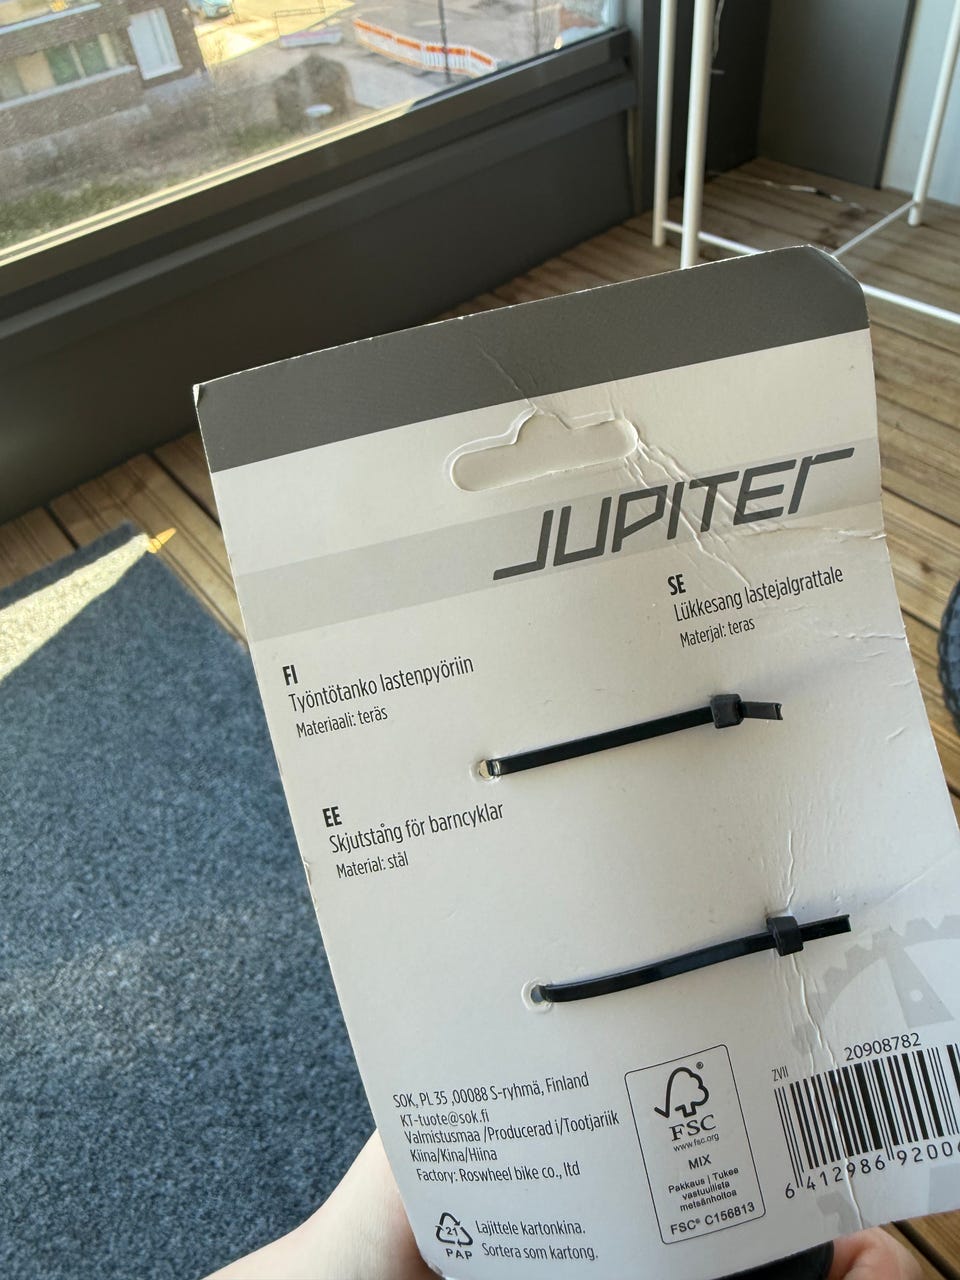 JUPITER
SE
Lükkesang lastejalgrattale
Materjal: teras
FI
Työntötanko lastenpyöriin
Materiaali: teräs
EE
Skjutstång för barncyklar
Material: stål
SOK, PL 35 ,00088 S-ryhmä, Finland
KT-tuote@sok.fi
Valmistusmaa /Producerad i/Tootjariik
Kiina/Kina/Hiina
Factory: Roswheel bike co., ltd
21
PAP
Lajittele kartonkina.
Sortera som kartong.
FSC
www.fsc.org
MIX
Pakkaus | Tukee
vastuullista
metsänhoitoa
FSC® C156813
ZVII
20908782
6 412986 92006